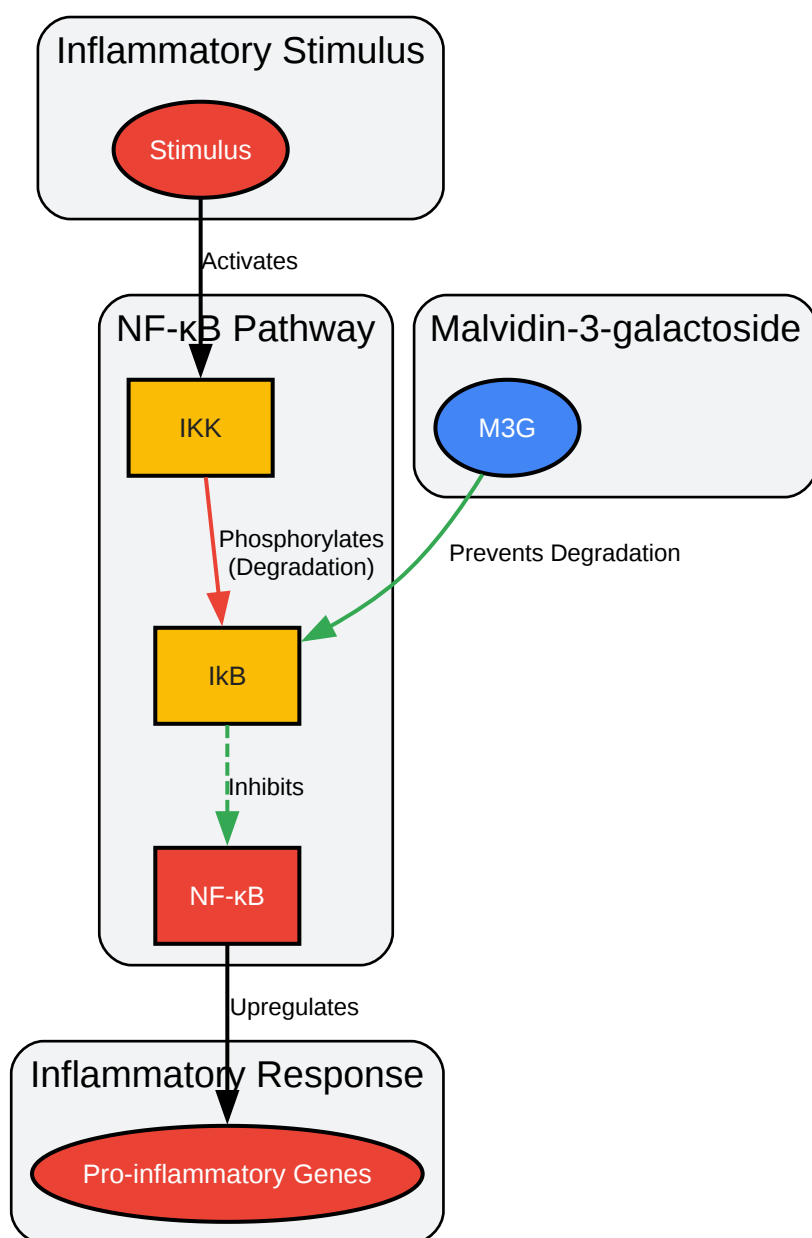 Inflammatory Stimulus
Stimulus
Activates
NF-κB Pathway
Malvidin-3-galactoside
IKK
M3G
Phosphorylates
(Degradation)
Prevents Degradation
IkB
Inhibits
NF-κB
Upregulates
Inflammatory Response
Pro-inflammatory Genes